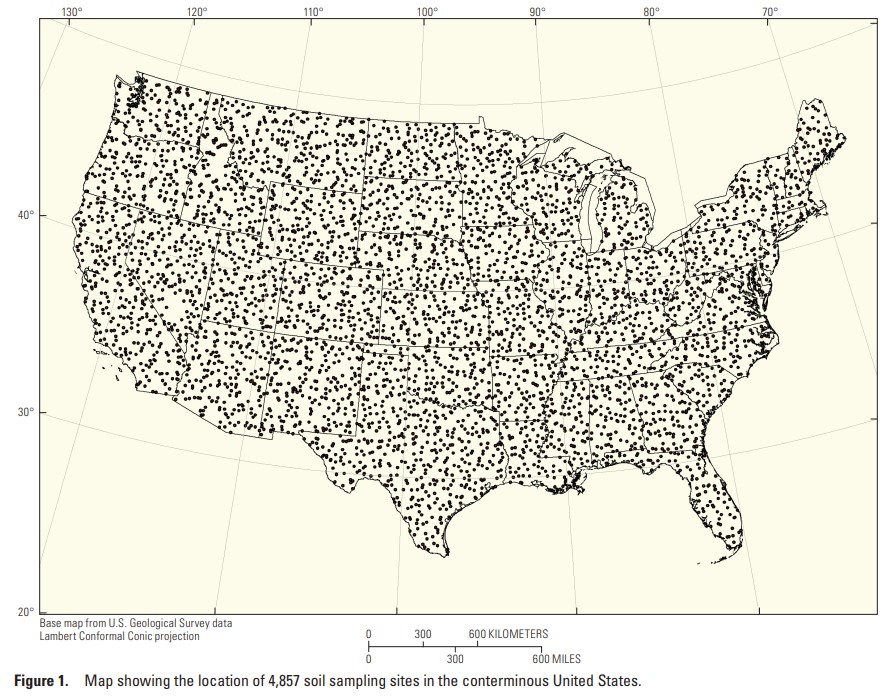 130° 120° 110° 100° 90° 80° 70°
40°
30°
20°
Base map from U.S. Geological Survey data
Lambert Conformal Conic projection
0 300 600 KILOMETERS
0 300 600 MILES
Figure 1. Map showing the location of 4,857 soil sampling sites in the conterminous United States.